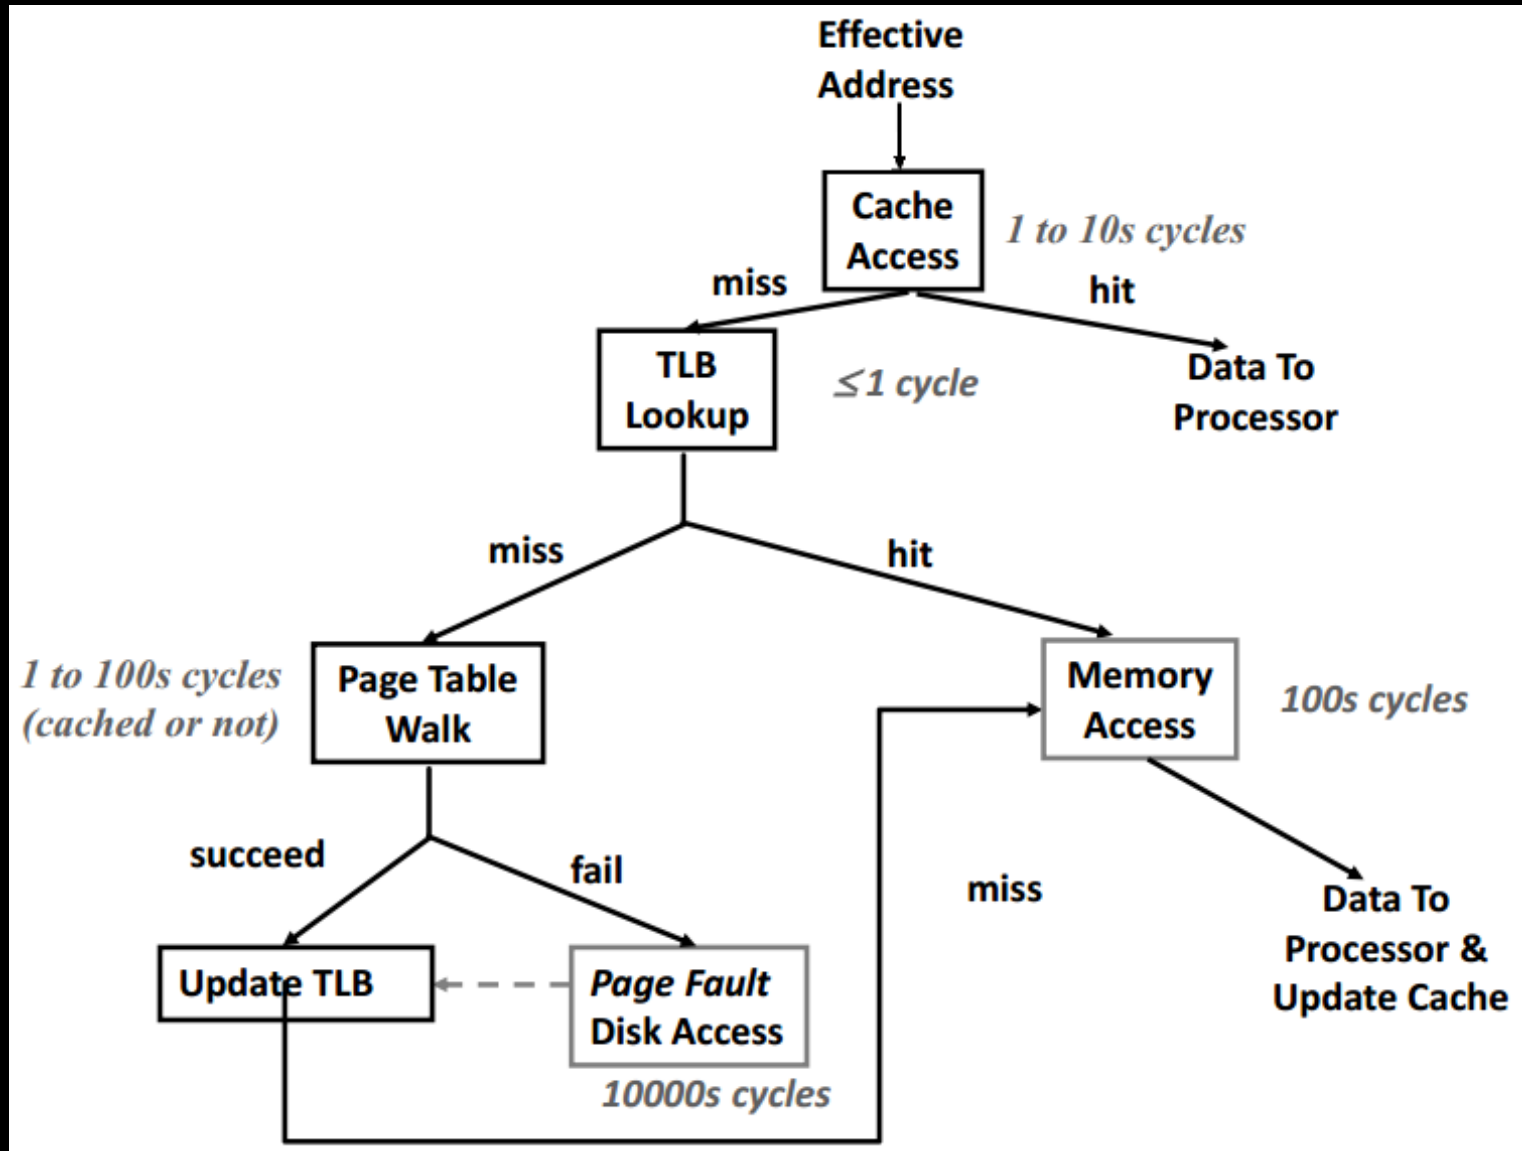 Effective
Address
Cache
Access
1 to 10s cycles
miss
hit
TLB
Lookup
≤1 cycle
Data To
Processor
miss
hit
1 to 100s cycles
(cached or not)
Page Table
Walk
Memory
Access
100s cycles
succeed
fail
miss
Data To
Processor &
Update Cache
Update TLB
Page Fault
Disk Access
10000s cycles